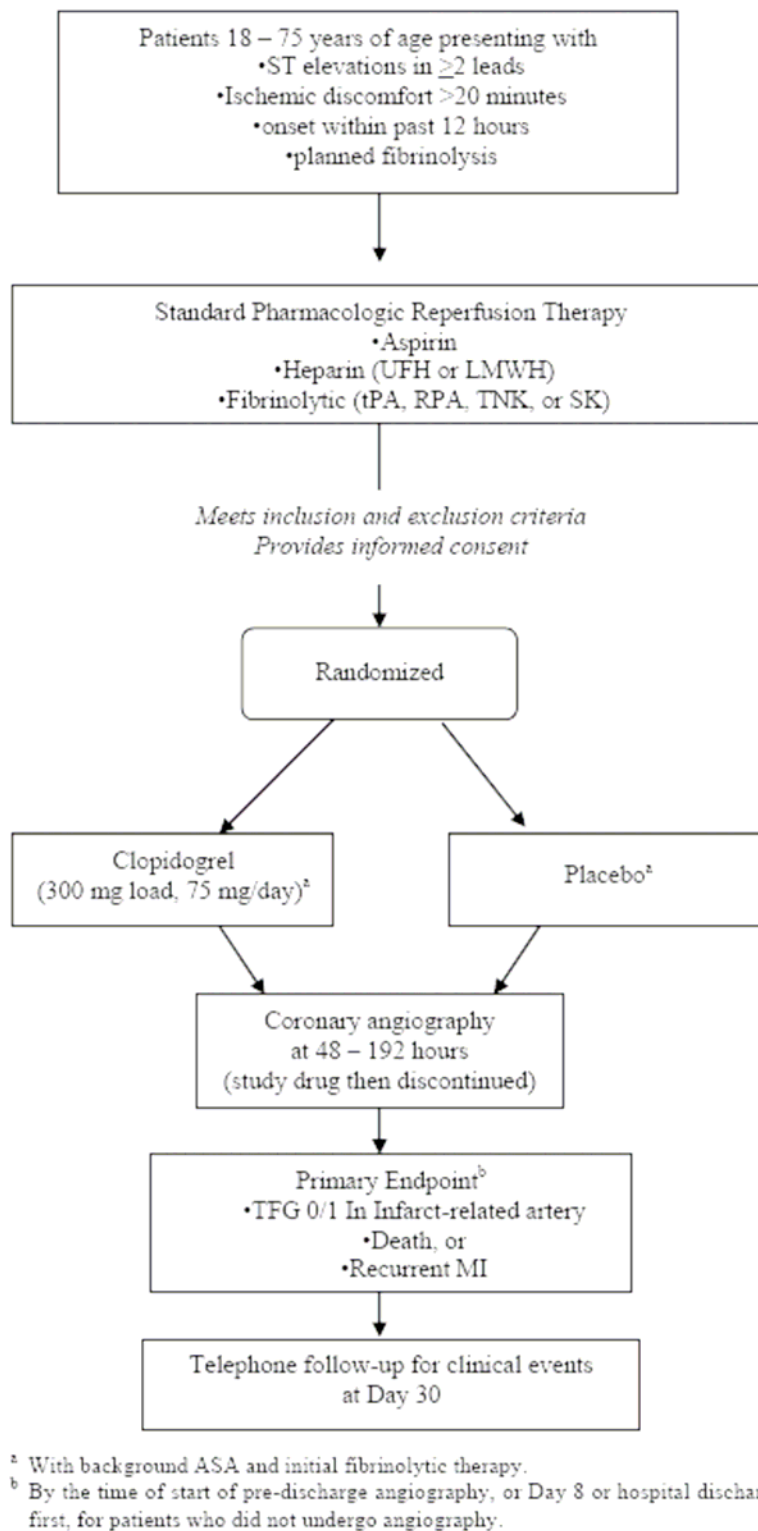 Patients 18 – 75 years of age presenting with
•ST elevations in ≥2 leads
•Ischemic discomfort >20 minutes
•onset within past 12 hours
•planned fibrinolysis
Standard Pharmacologic Reperfusion Therapy
•Aspirin
•Heparin (UFH or LMWH)
•Fibrinolytic (tPA, RPA, TNK, or SK)
Meets inclusion and exclusion criteria
Provides informed consent
Randomized
Clopidogrel
(300 mg load, 75 mg/day)ª
Placeboª
Coronary angiography
at 48 – 192 hours
(study drug then discontinued)
Primary Endpointᵇ
•TFG 0/1 In Infarct-related artery
•Death, or
•Recurrent MI
Telephone follow-up for clinical events
at Day 30
ª With background ASA and initial fibrinolytic therapy.
ᵇ By the time of start of pre-discharge angiography, or Day 8 or hospital dischar
first, for patients who did not undergo angiography.